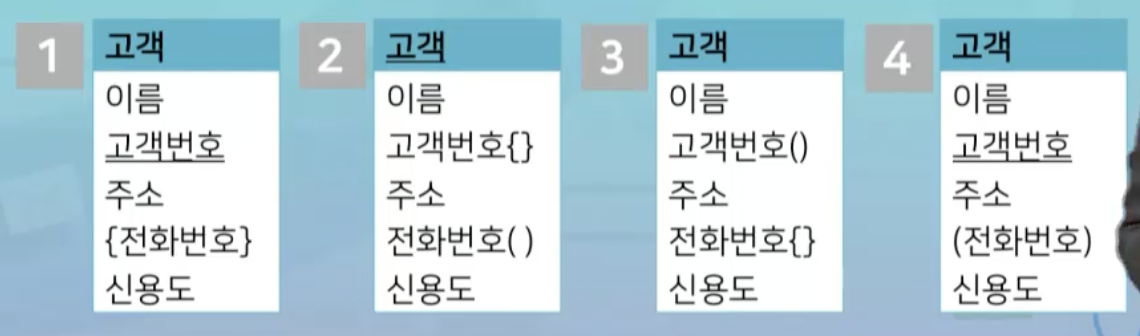 1
고객
이름
고객번호
주소
{전화번호}
신용도
2
고객
이름
고객번호{}
주소
전화번호( )
신용도
3
고객
이름
고객번호()
주소
전화번호{}
신용도
4
고객
이름
고객번호
주소
(전화번호)
신용도